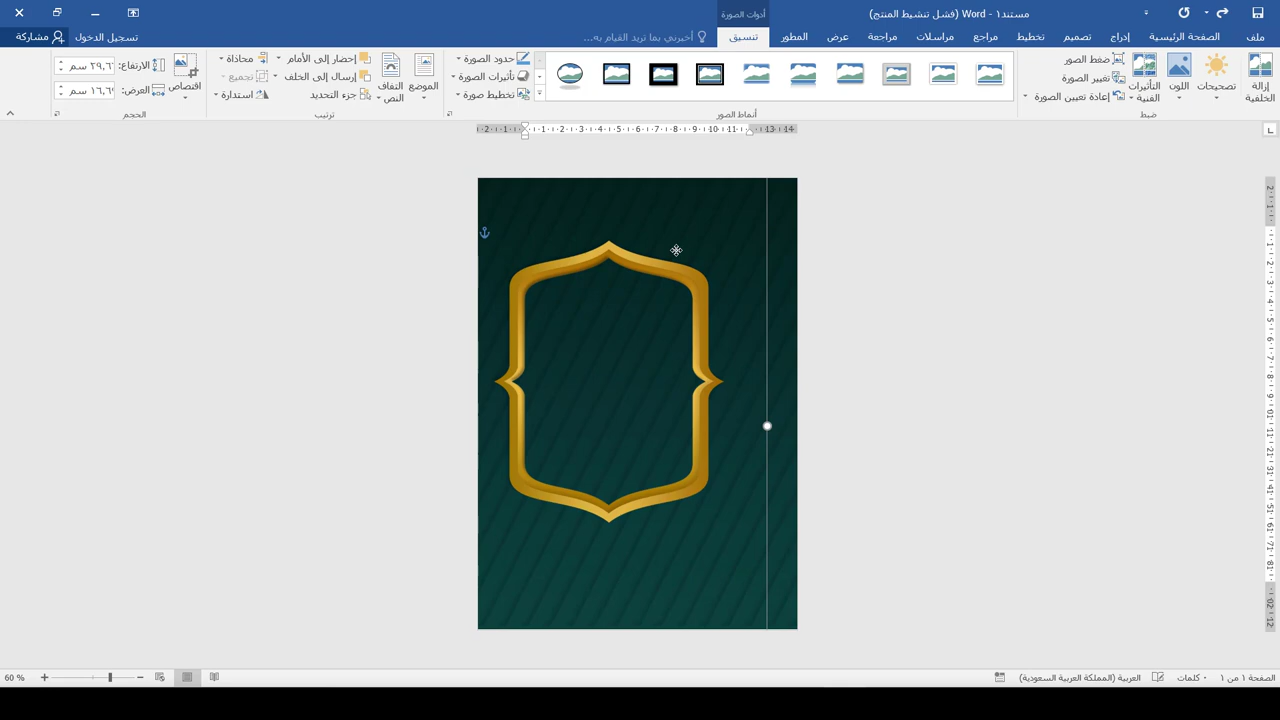 مستند١ - Word (فشل تنشيط المنتج)
أدوات الصورة
ملف
الصفحة الرئيسية
إدراج
تصميم
تخطيط
مراجع
مراسلات
مراجعة
عرض
المطور
تنسيق
أخبرني بما تريد القيام به...
تسجيل الدخول
مشاركة
إزالة الخلفية
تصحيحات
اللون
التأثيرات الفنية
ضغط الصور
تغيير الصورة
إعادة تعيين الصورة
ضبط
أنماط الصور
حدود الصورة
تأثيرات الصورة
تخطيط صورة
الموضع
التفاف النص
إحضار إلى الأمام
إرسال إلى الخلف
جزء التحديد
محاذاة
تجميع
استدارة
ترتيب
اقتصاص
الارتفاع:
العرض:
الحجم
الصفحة ١ من ١
٠ كلمات
العربية (المملكة العربية السعودية)
60 %